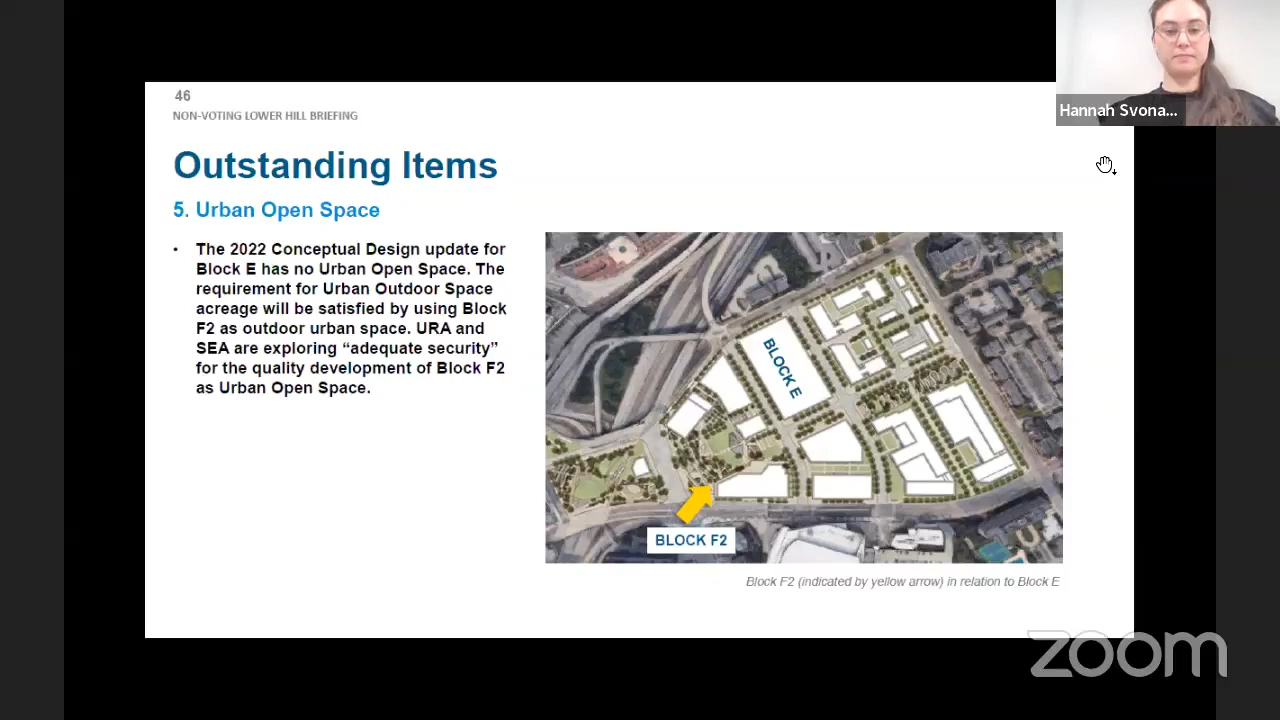 Hannah Svona...
46
NON-VOTING LOWER HILL BRIEFING
Outstanding Items
5. Urban Open Space
• The 2022 Conceptual Design update for
Block E has no Urban Open Space. The
requirement for Urban Outdoor Space
acreage will be satisfied by using Block
F2 as outdoor urban space. URA and
SEA are exploring “adequate security”
for the quality development of Block F2
as Urban Open Space.
BLOCK E
BLOCK F2
Block F2 (indicated by yellow arrow) in relation to Block E
zoom